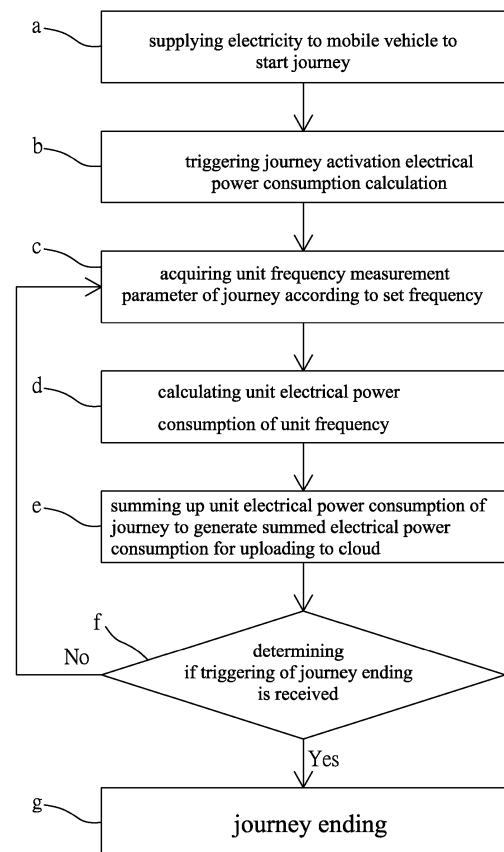 a
supplying electricity to mobile vehicle to
start journey
b
triggering journey activation electrical
power consumption calculation
c
acquiring unit frequency measurement
parameter of journey according to set frequency
d
calculating unit electrical power
consumption of unit frequency
e
summing up unit electrical power consumption of
journey to generate summed electrical power
consumption for uploading to cloud
f
No
determining
if triggering of journey ending
is received
Yes
g
journey ending